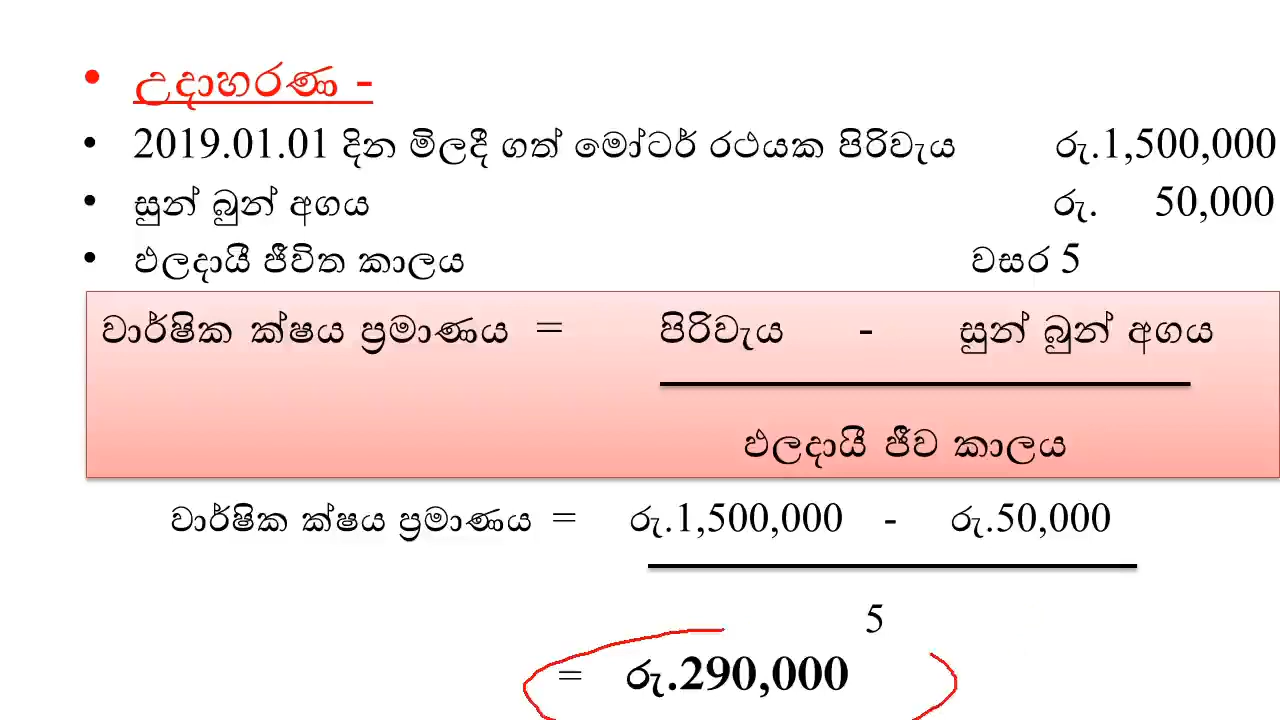 • උදාහරණ -
• 2019.01.01 දින මිලදී ගත් මෝටර් රථයක පිරිවැය රු.1,500,000
• සුන් බුන් අගය රු. 50,000
• ඵලදායී ජීවිත කාලය වසර 5
වාර්ෂික ක්ෂය ප්‍රමාණය = පිරිවැය - සුන් බුන් අගය
ඵලදායී ජීව කාලය
වාර්ෂික ක්ෂය ප්‍රමාණය = රු.1,500,000 - රු.50,000
5
= රු.290,000